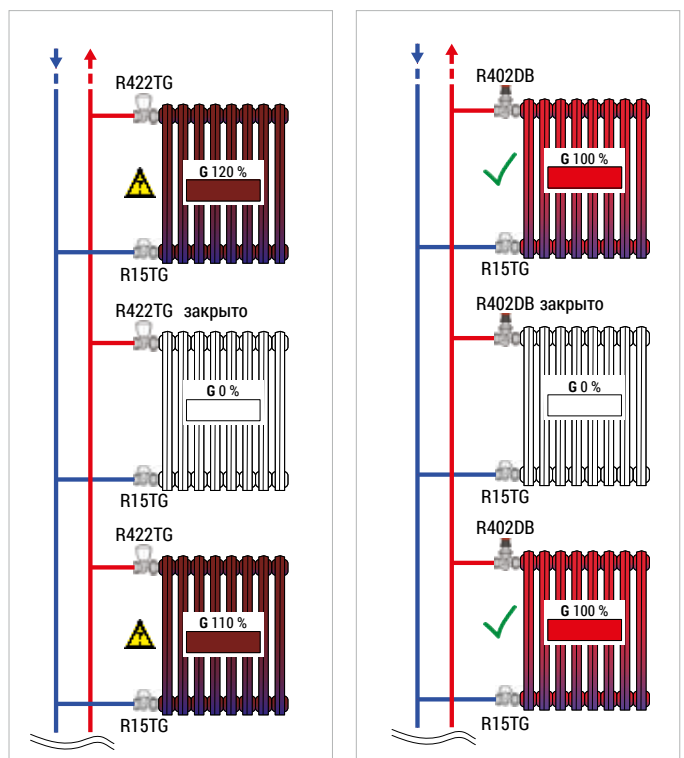 R422TG
G 120 %
R15TG
R422TG закрыто
G 0 %
R15TG
R422TG
G 110 %
R15TG
R402DB
G 100 %
R15TG
R402DB закрыто
G 0 %
R15TG
R402DB
G 100 %
R15TG